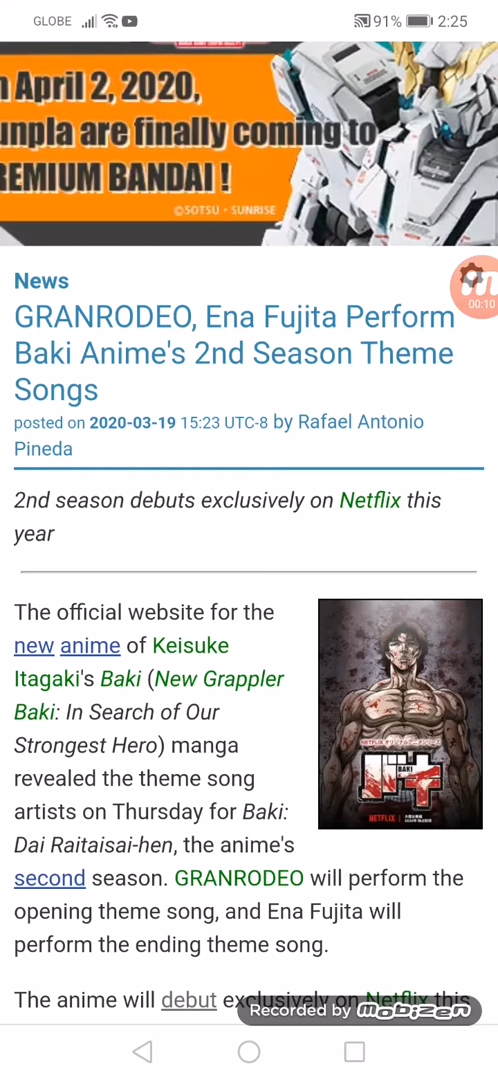 GLOBE 91% 2:25
April 2, 2020,
unpla are finally coming to
REMIUM BANDAI !
©SOTSU・SUNRISE
News
00:10
GRANRODEO, Ena Fujita Perform
Baki Anime's 2nd Season Theme
Songs
posted on 2020-03-19 15:23 UTC-8 by Rafael Antonio
Pineda
2nd season debuts exclusively on Netflix this
year
The official website for the
new anime of Keisuke
Itagaki's Baki (New Grappler
Baki: In Search of Our
Strongest Hero) manga
revealed the theme song
artists on Thursday for Baki:
Dai Raitaisai-hen, the anime's
second season. GRANRODEO will perform the
opening theme song, and Ena Fujita will
perform the ending theme song.
BAKI
バキ
NETFLIX
The anime will debut exclusively on Netflix this
Recorded by mobizen